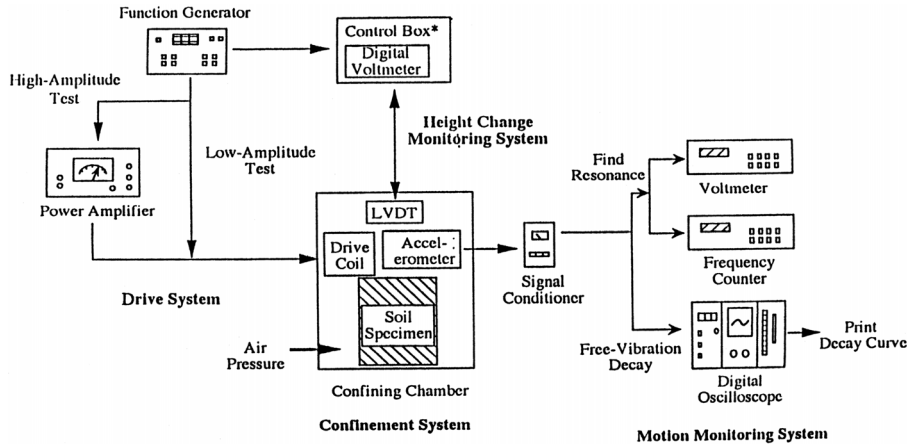 Function Generator
Control Box*
Digital
Voltmeter
High-Amplitude
Test
Height Change
Monitoring System
Low-Amplitude
Test
Find
Resonance
Voltmeter
Power Amplifier
LVDT
Drive
Coil
Accel-
erometer
Signal
Conditioner
Frequency
Counter
Drive System
Soil
Specimen
Air
Pressure
Free-Vibration
Decay
Print
Decay Curve
Digital
Oscilloscope
Confining Chamber
Confinement System
Motion Monitoring System